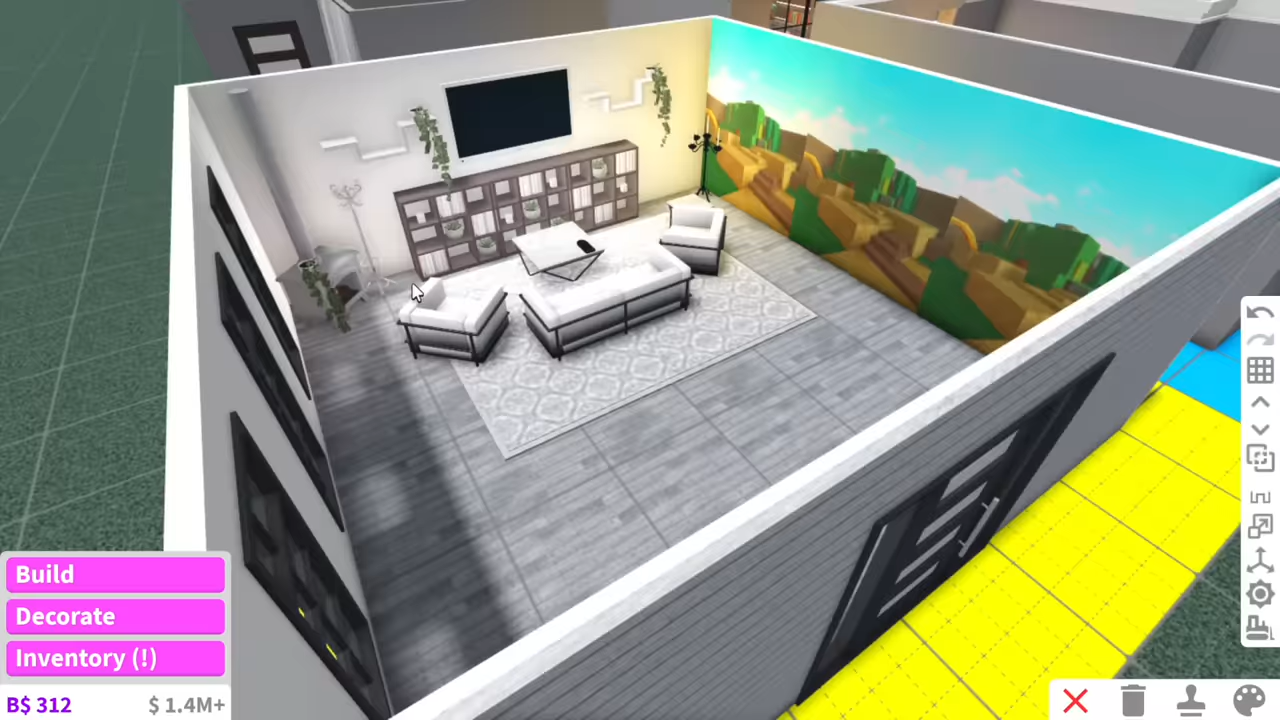 Build
Decorate
Inventory (!)
B$ 312
$ 1.4M+